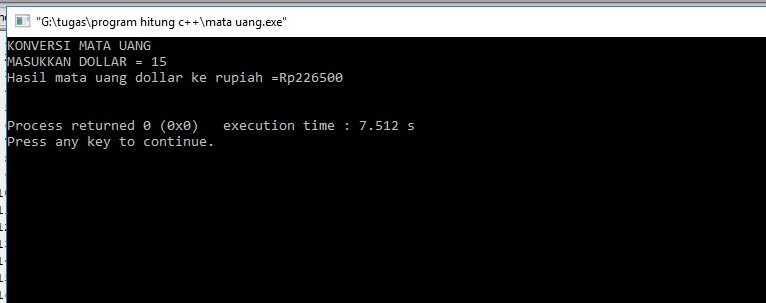 "G:\tugas\program hitung c++\mata uang.exe"
KONVERSI MATA UANG
MASUKKAN DOLLAR = 15
Hasil mata uang dollar ke rupiah =Rp226500
Process returned 0 (0x0)   execution time : 7.512 s
Press any key to continue.